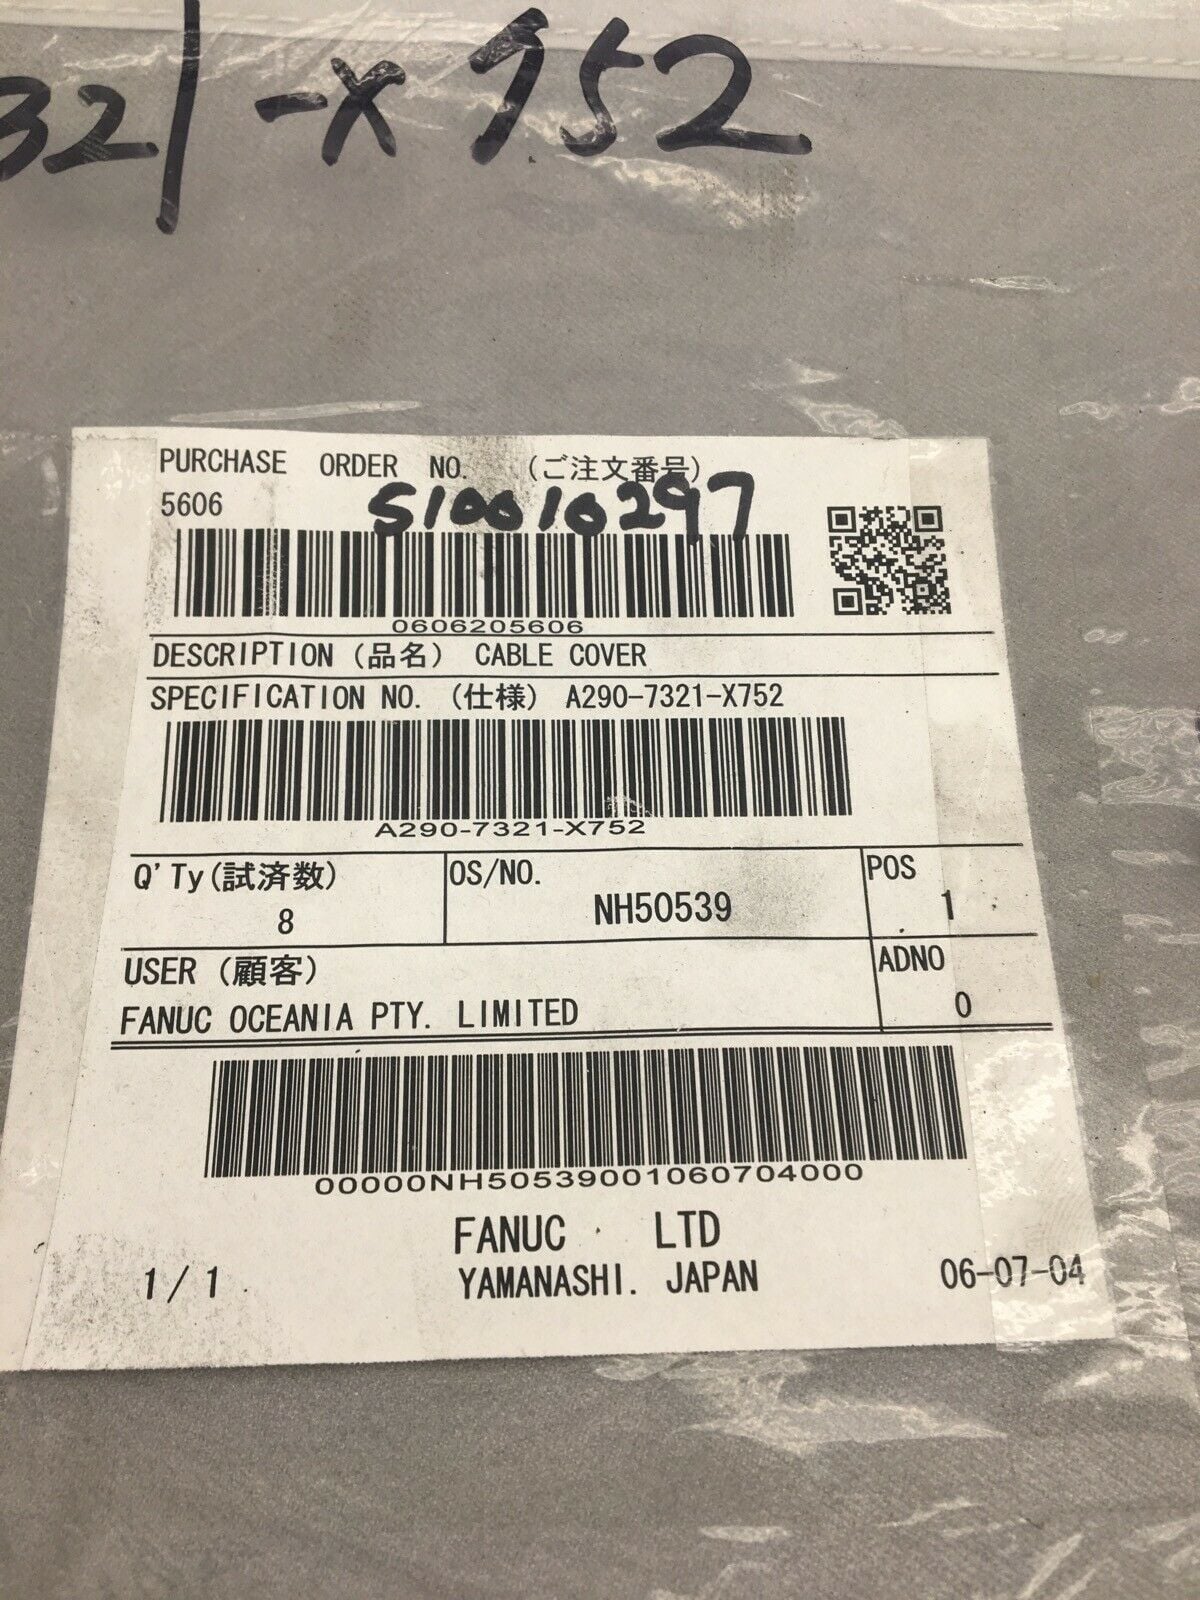 321-X752
PURCHASE ORDER NO. (ご注文番号)
5606
S10010297
0606205606
DESCRIPTION (品名) CABLE COVER
SPECIFICATION NO. (仕様) A290-7321-X752
A290-7321-X752
Q'Ty(試済数)
8
OS/NO.
NH50539
POS
1
USER (顧客)
FANUC OCEANIA PTY. LIMITED
ADNO
0
00000NH50539001060704000
FANUC LTD
1/1 YAMANASHI. JAPAN 06-07-04